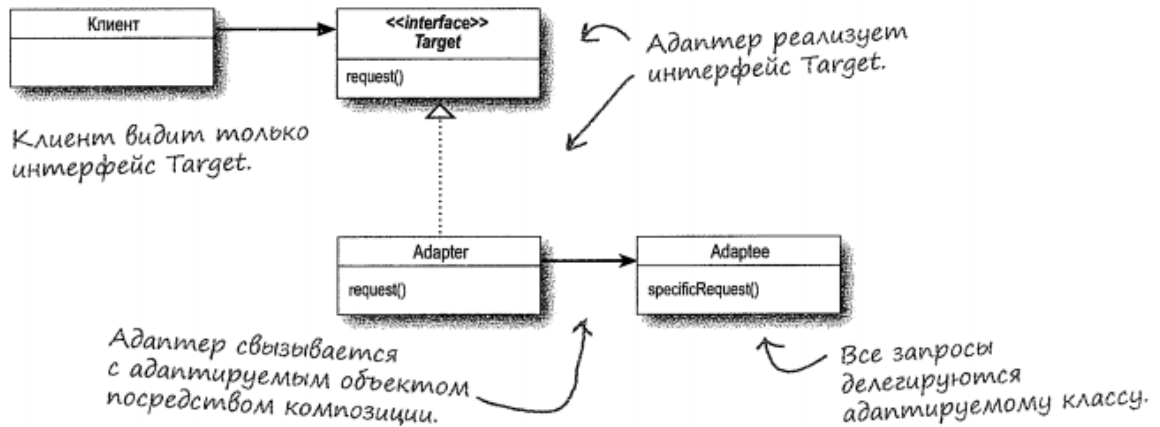 Клиент
<<interface>>
Target
request()
Адаптер реализует
интерфейс Target.
Клиент видит только
интерфейс Target.
Adapter
request()
Adaptee
specificRequest()
Адаптер свызывается
с адаптируемым объектом
посредством композиции.
Все запросы
делегируются
адаптируемому классу.